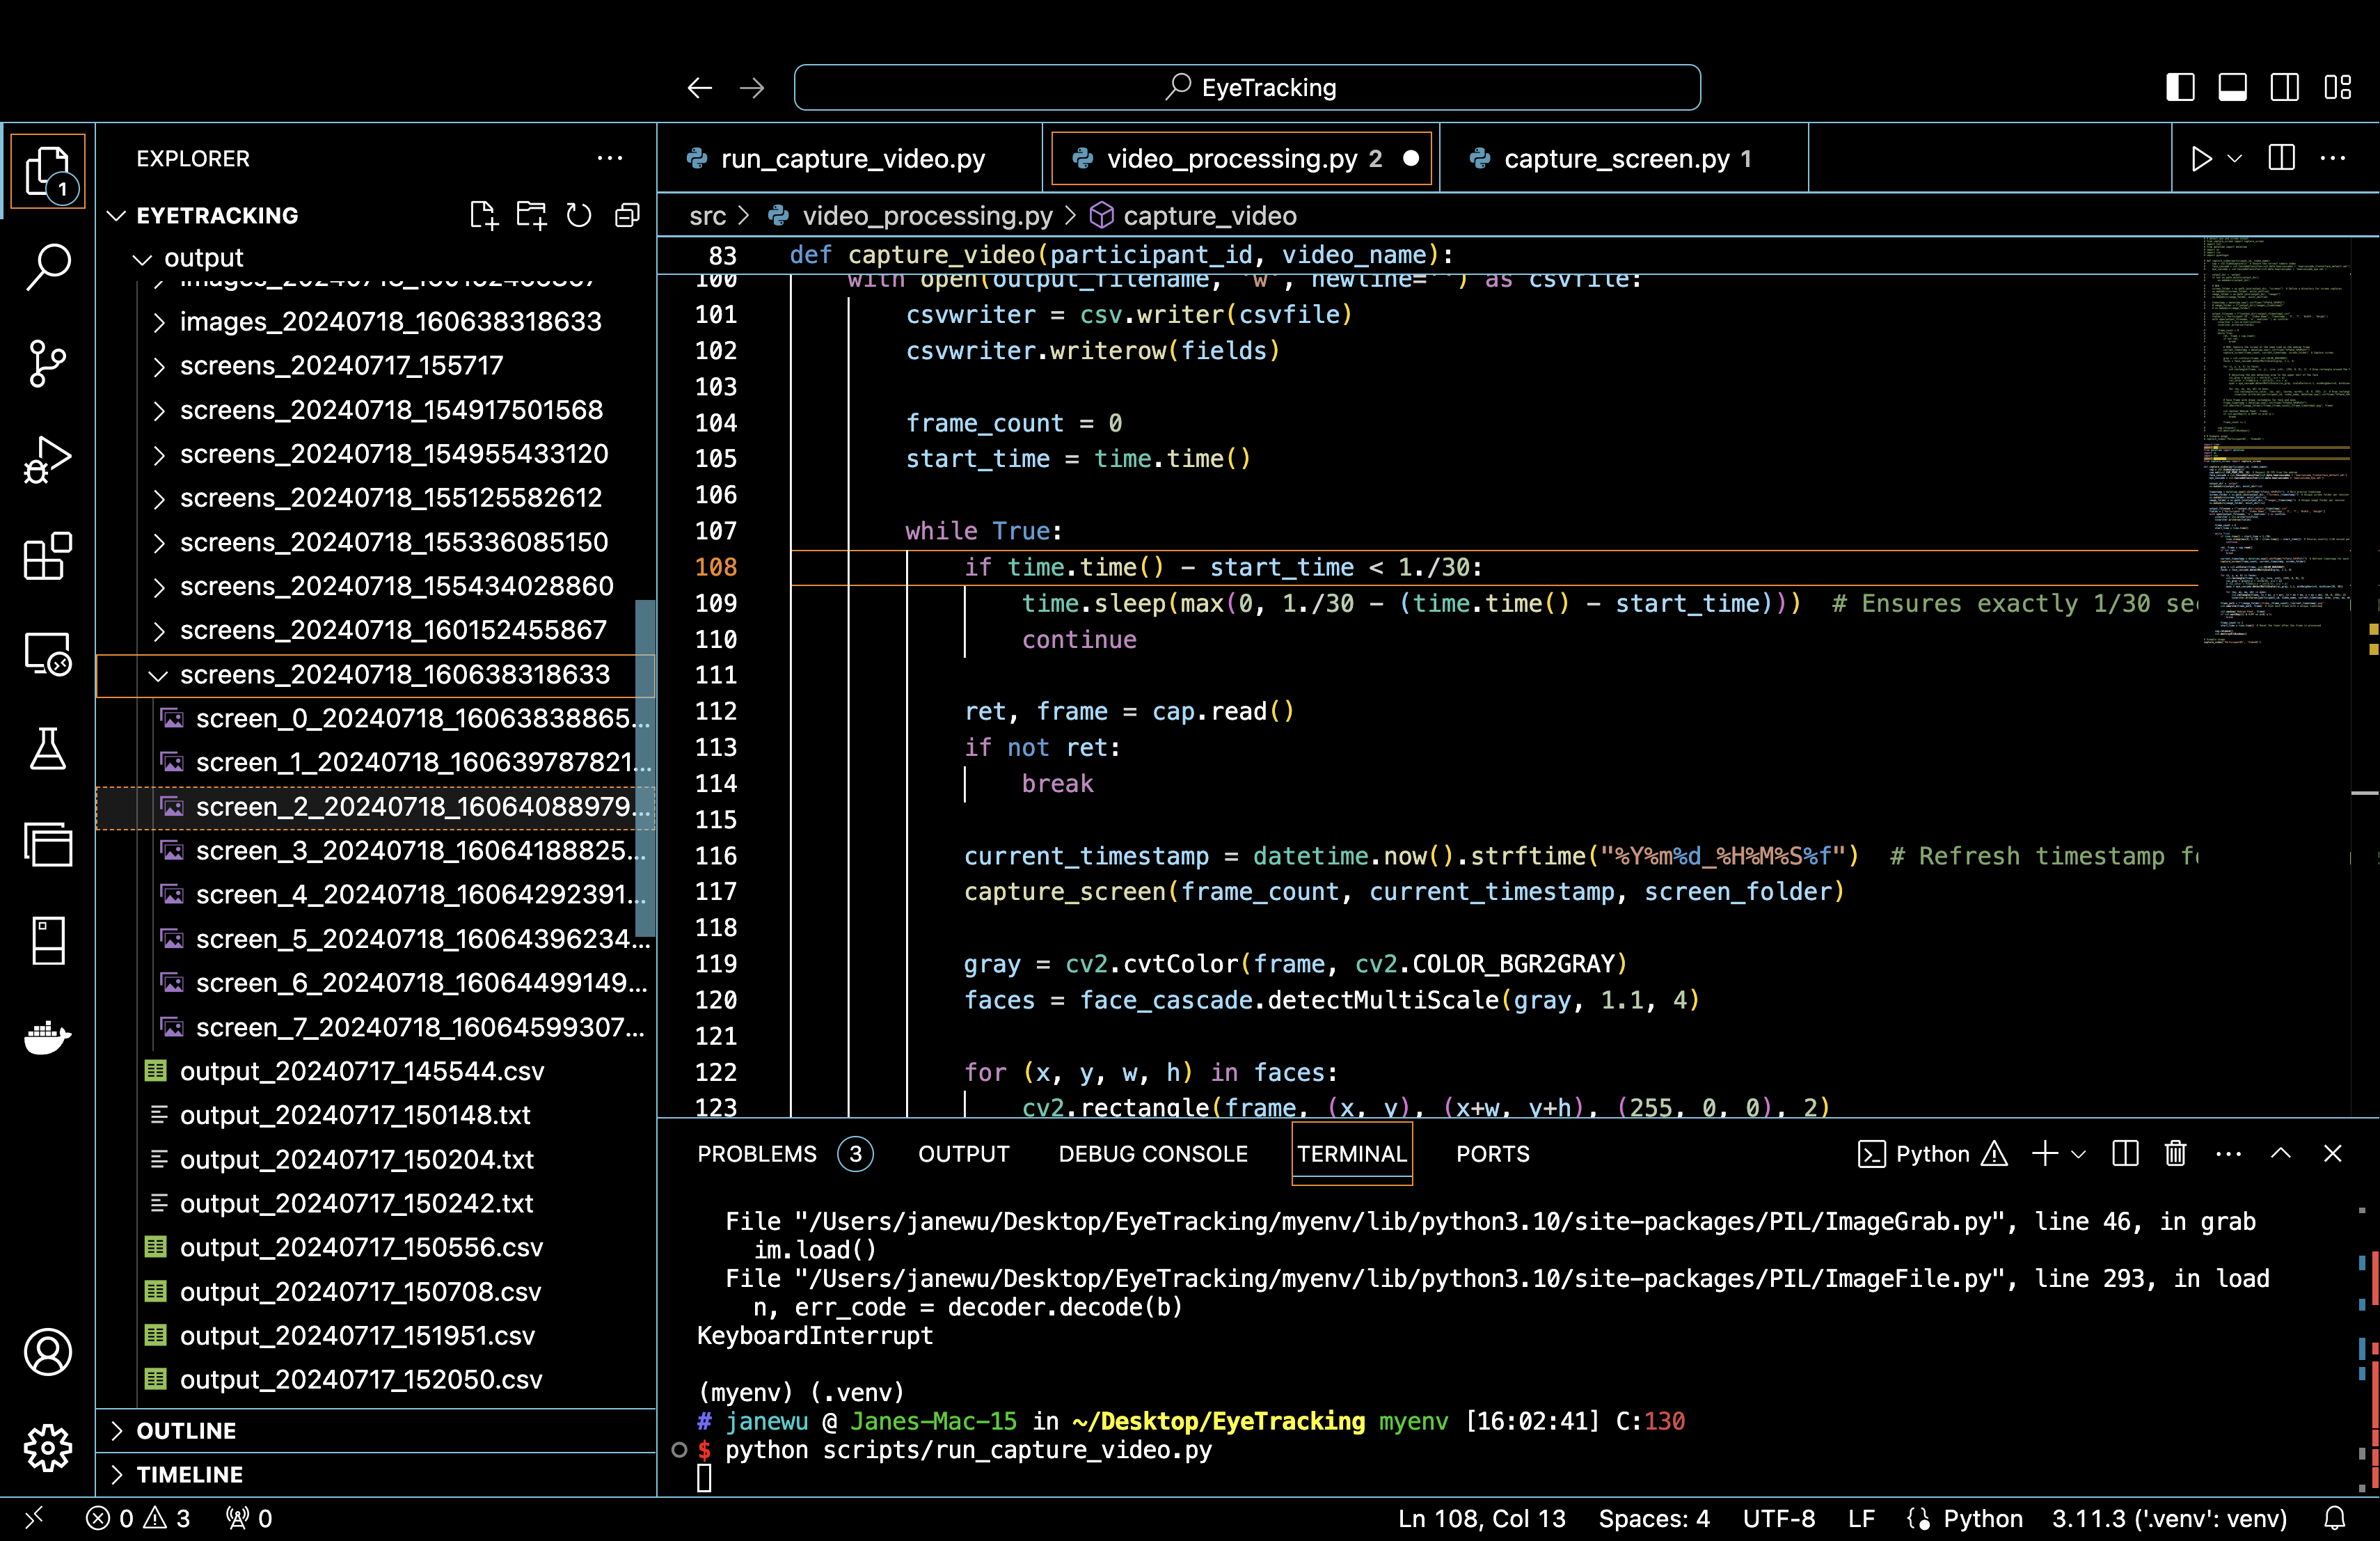 EyeTracking
1
EXPLORER
EYETRACKING
output
images_20240718_160152455867
images_20240718_160638318633
screens_20240717_155717
screens_20240718_154917501568
screens_20240718_154955433120
screens_20240718_155125582612
screens_20240718_155336085150
screens_20240718_155434028860
screens_20240718_160152455867
screens_20240718_160638318633
screen_0_20240718_16063838865...
screen_1_20240718_160639787821...
screen_2_20240718_16064088979...
screen_3_20240718_16064188825...
screen_4_20240718_16064292391...
screen_5_20240718_16064396234...
screen_6_20240718_16064499149...
screen_7_20240718_16064599307...
output_20240717_145544.csv
output_20240717_150148.txt
output_20240717_150204.txt
output_20240717_150242.txt
output_20240717_150556.csv
output_20240717_150708.csv
output_20240717_151951.csv
output_20240717_152050.csv
OUTLINE
TIMELINE
run_capture_video.py
video_processing.py 2
capture_screen.py 1
src > video_processing.py > capture_video
83 def capture_video(participant_id, video_name):
100 with open(output_filename, 'w', newline='') as csvfile:
101 csvwriter = csv.writer(csvfile)
102 csvwriter.writerow(fields)
103
104 frame_count = 0
105 start_time = time.time()
106
107 while True:
108 if time.time() - start_time < 1./30:
109 time.sleep(max(0, 1./30 - (time.time() - start_time))) # Ensures exactly 1/30 se
110 continue
111
112 ret, frame = cap.read()
113 if not ret:
114 break
115
116 current_timestamp = datetime.now().strftime("%Y%m%d_%H%M%S%f") # Refresh timestamp f
117 capture_screen(frame_count, current_timestamp, screen_folder)
118
119 gray = cv2.cvtColor(frame, cv2.COLOR_BGR2GRAY)
120 faces = face_cascade.detectMultiScale(gray, 1.1, 4)
121
122 for (x, y, w, h) in faces:
123 cv2.rectangle(frame, (x, y), (x+w, y+h), (255, 0, 0), 2)
PROBLEMS 3 OUTPUT DEBUG CONSOLE TERMINAL PORTS
Python
File "/Users/janewu/Desktop/EyeTracking/myenv/lib/python3.10/site-packages/PIL/ImageGrab.py", line 46, in grab
im.load()
File "/Users/janewu/Desktop/EyeTracking/myenv/lib/python3.10/site-packages/PIL/ImageFile.py", line 293, in load
n, err_code = decoder.decode(b)
KeyboardInterrupt
(myenv) (.venv)
# janewu @ Janes-Mac-15 in ~/Desktop/EyeTracking myenv [16:02:41] C:130
$ python scripts/run_capture_video.py
0 3 0
Ln 108, Col 13 Spaces: 4 UTF-8 LF Python 3.11.3 ('.venv': venv)